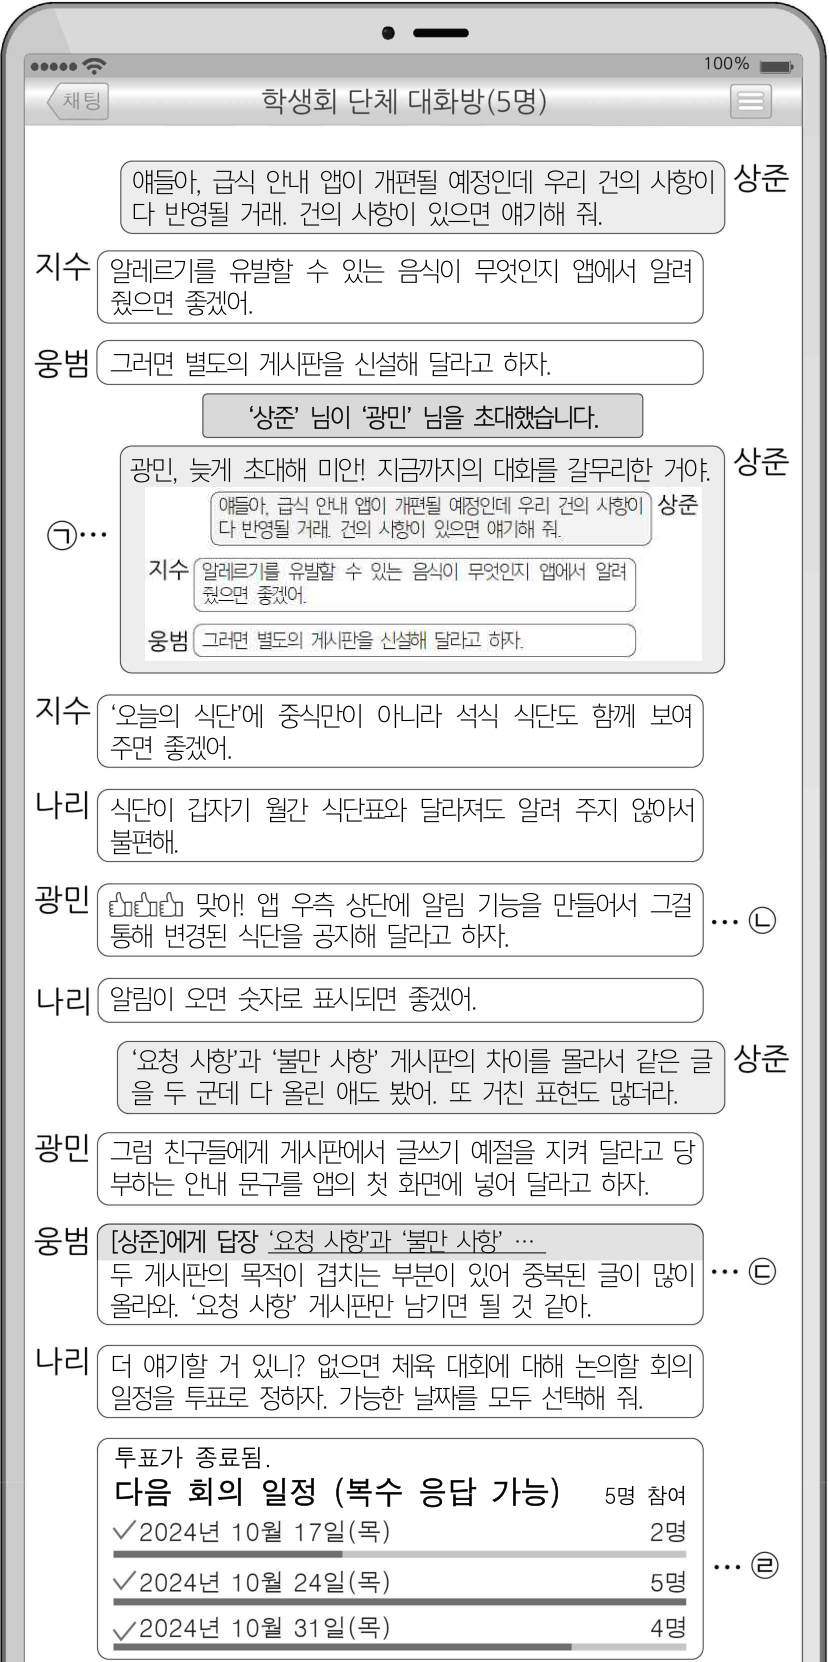 100%
채팅
학생회 단체 대화방(5명)
얘들아, 급식 안내 앱이 개편될 예정인데 우리 건의 사항이
다 반영될 거래. 건의 사항이 있으면 얘기해 줘.
상준
지수
알레르기를 유발할 수 있는 음식이 무엇인지 앱에서 알려
줬으면 좋겠어.
웅범
그러면 별도의 게시판을 신설해 달라고 하자.
‘상준’ 님이 ‘광민’ 님을 초대했습니다.
광민, 늦게 초대해 미안! 지금까지의 대화를 갈무리한 거야.
상준
㉠…
얘들아, 급식 안내 앱이 개편될 예정인데 우리 건의 사항이
다 반영될 거래. 건의 사항이 있으면 얘기해 줘.
상준
지수
알레르기를 유발할 수 있는 음식이 무엇인지 앱에서 알려
줬으면 좋겠어.
웅범
그러면 별도의 게시판을 신설해 달라고 하자.
지수
‘오늘의 식단’에 중식만이 아니라 석식 식단도 함께 보여
주면 좋겠어.
나리
식단이 갑자기 월간 식단표와 달라져도 알려 주지 않아서
불편해.
광민
👍👍👍 맞아! 앱 우측 상단에 알림 기능을 만들어서 그걸
통해 변경된 식단을 공지해 달라고 하자.
… ㉡
나리
알림이 오면 숫자로 표시되면 좋겠어.
‘요청 사항’과 ‘불만 사항’ 게시판의 차이를 몰라서 같은 글
을 두 군데 다 올린 애도 봤어. 또 거친 표현도 많더라.
상준
광민
그럼 친구들에게 게시판에서 글쓰기 예절을 지켜 달라고 당
부하는 안내 문구를 앱의 첫 화면에 넣어 달라고 하자.
웅범
[상준]에게 답장 ‘요청 사항’과 ‘불만 사항’ …
두 게시판의 목적이 겹치는 부분이 있어 중복된 글이 많이
올라와. ‘요청 사항’ 게시판만 남기면 될 것 같아.
… ㉢
나리
더 얘기할 거 있니? 없으면 체육 대회에 대해 논의할 회의
일정을 투표로 정하자. 가능한 날짜를 모두 선택해 줘.
투표가 종료됨.
다음 회의 일정 (복수 응답 가능) 5명 참여
✓2024년 10월 17일(목) 2명
✓2024년 10월 24일(목) 5명
✓2024년 10월 31일(목) 4명
… ㉣